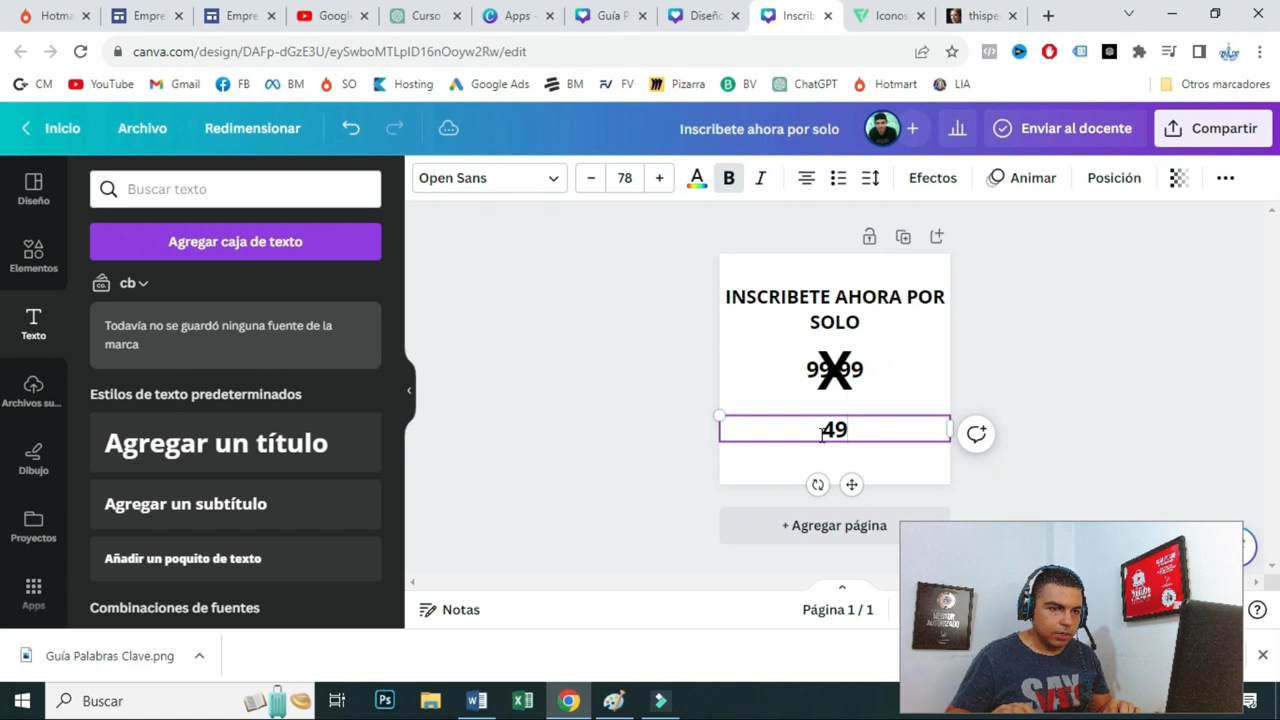 Hotm
Empre
Empre
Googl
Curso
Apps -
Guía P
Diseño
Inscrib
Iconos
thispe
canva.com/design/DAFp-dGzE3U/eySwboMTLpID16nOoyw2Rw/edit
CM
YouTube
Gmail
FB
BM
SO
Hosting
Google Ads
BM
FV
Pizarra
BV
ChatGPT
Hotmart
LIA
Otros marcadores
Inicio
Archivo
Redimensionar
Inscribete ahora por solo
Enviar al docente
Compartir
Diseño
Elementos
Texto
Archivos su...
Dibujo
Proyectos
Apps
Buscar texto
Agregar caja de texto
cb
Todavía no se guardó ninguna fuente de la
marca
Estilos de texto predeterminados
Agregar un título
Agregar un subtítulo
Añadir un poquito de texto
Combinaciones de fuentes
Open Sans
78
A
B
I
Efectos
Animar
Posición
INSCRIBETE AHORA POR
SOLO
99.99
X
49
+ Agregar página
Notas
Página 1 / 1
Guía Palabras Clave.png
Buscar